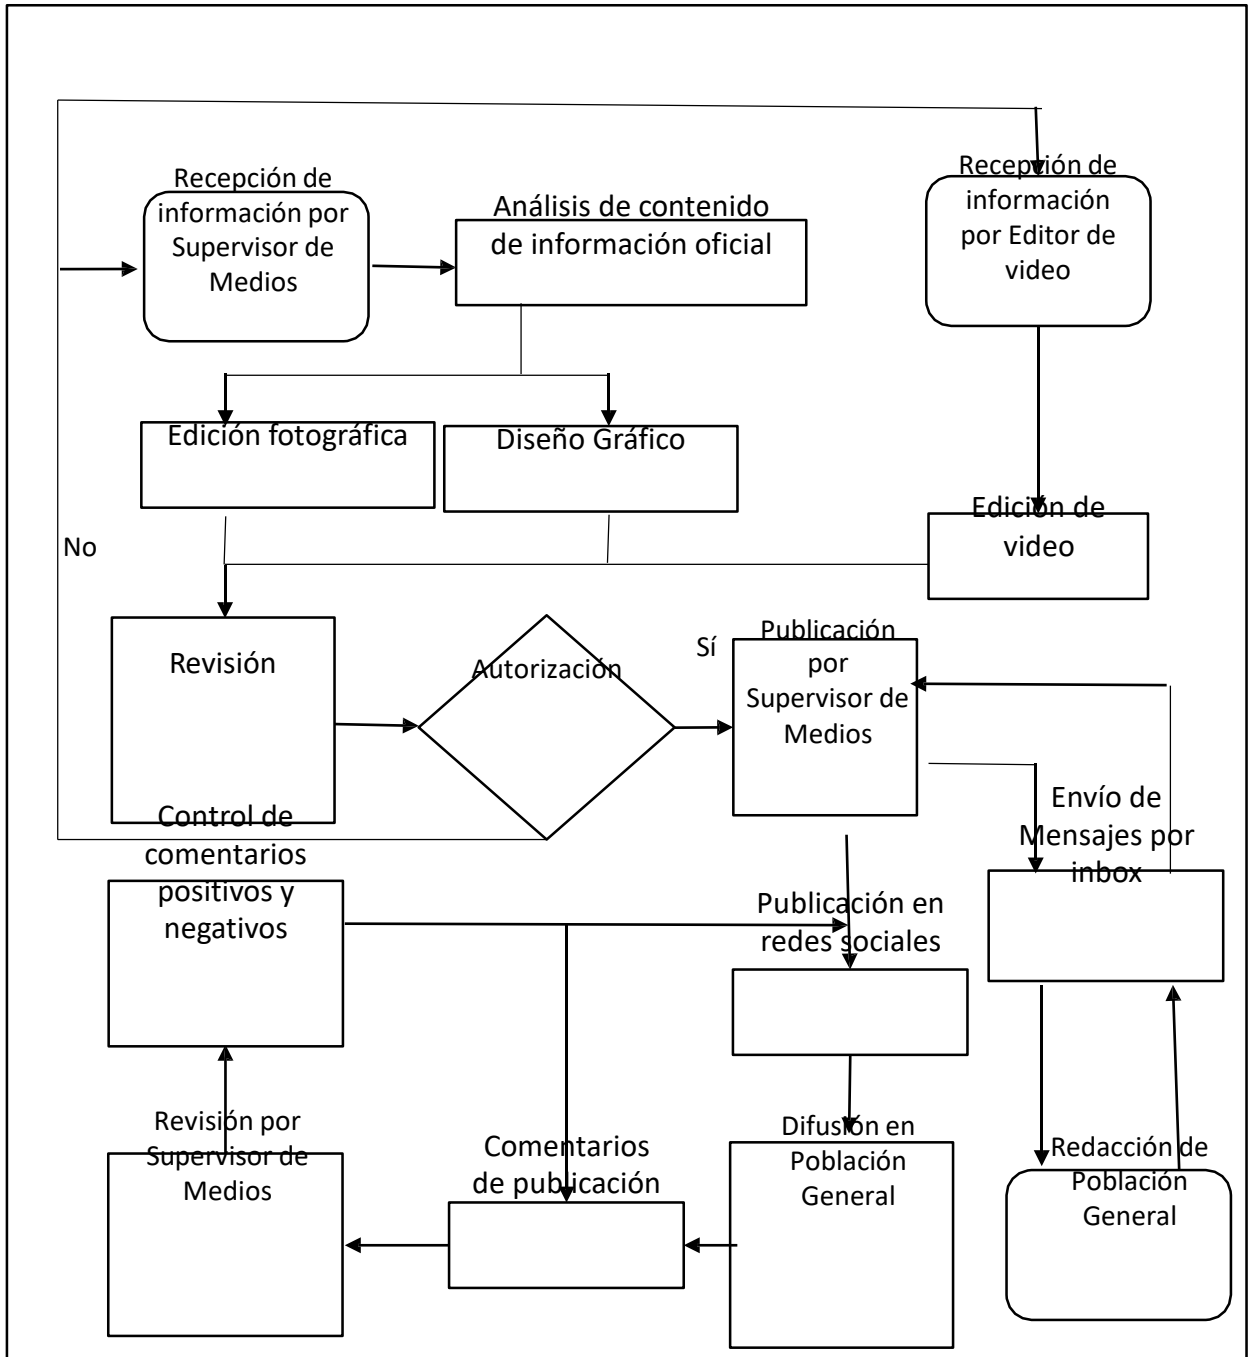 Recepción de
información por
Supervisor de
Medios
Análisis de contenido
de información oficial
Recepción de
información
por Editor de
video
Edición fotográfica
Diseño Gráfico
Edición de
video
No
Revisión
Autorización
Sí
Publicación
por
Supervisor de
Medios
Envío de
Mensajes por
inbox
Control de
comentarios
positivos y
negativos
Publicación en
redes sociales
Revisión por
Supervisor de
Medios
Comentarios
de publicación
Difusión en
Población
General
Redacción de
Población
General